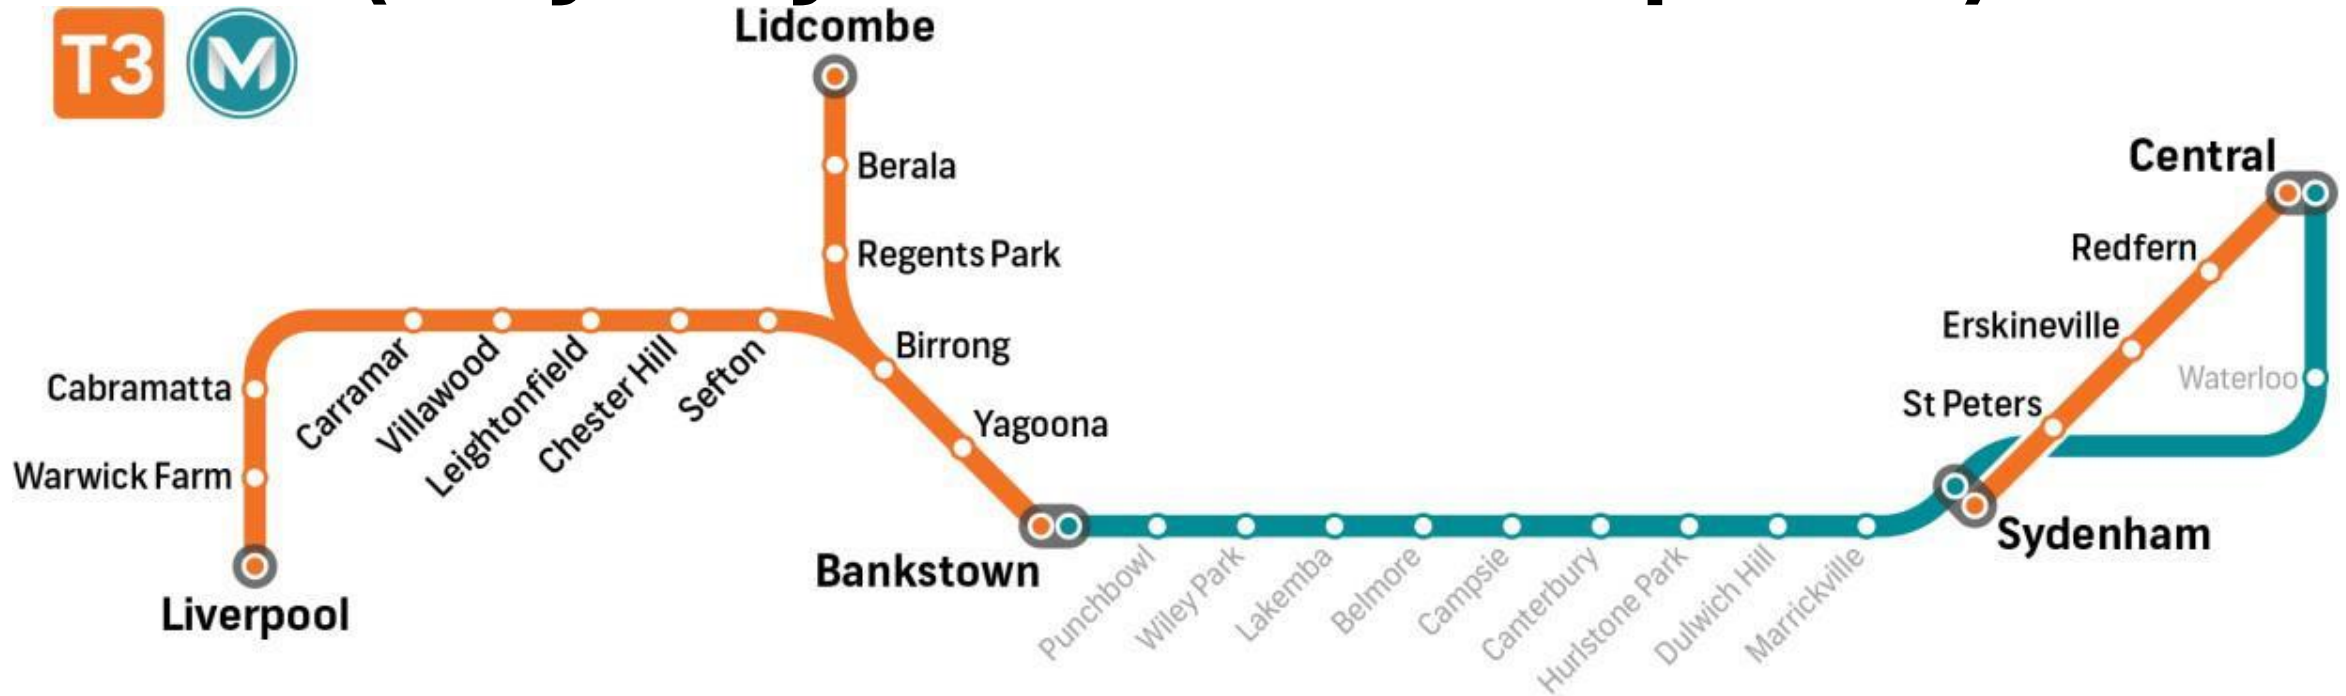 Lidcombe
T3
M
Berala
Central
Regents Park
Redfern
Birrong
Erskineville
Cabramatta
Carramar
Villawood
Leightonfield
Chester Hill
Sefton
Waterloo
St Peters
Yagoona
Warwick Farm
Sydenham
Bankstown
Punchbowl
Wiley Park
Lakemba
Belmore
Campsie
Canterbury
Hurlstone Park
Dulwich Hill
Marrickville
Liverpool